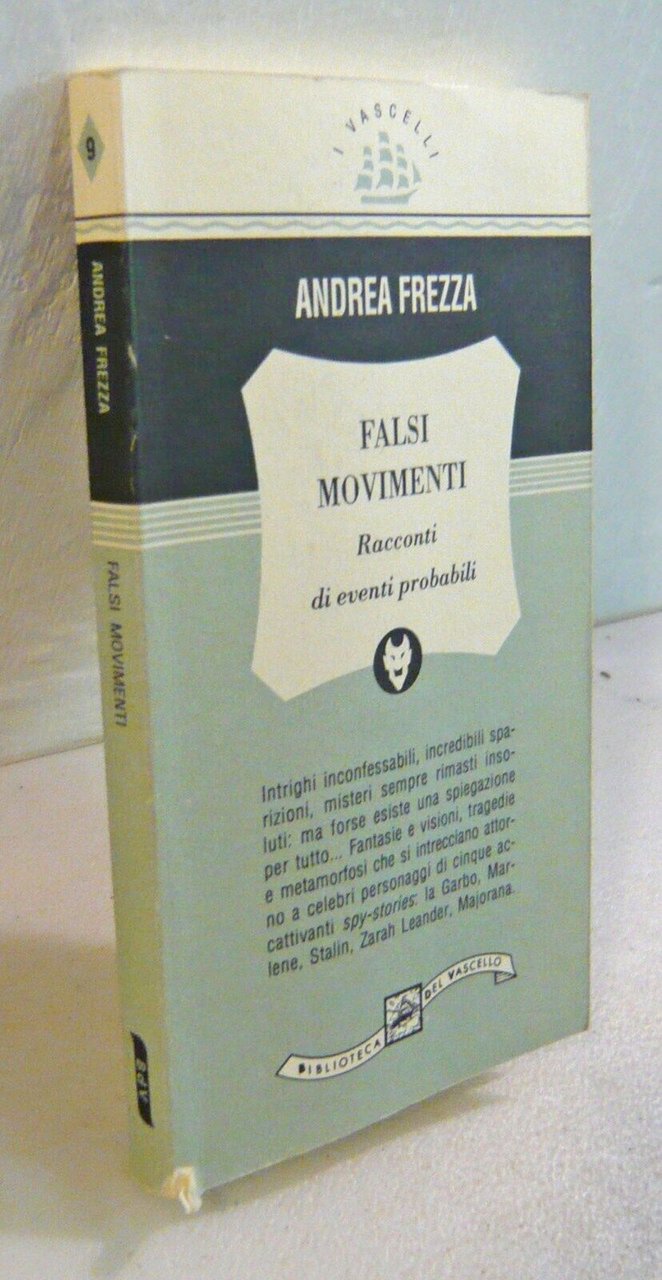 I VASCELLI
ANDREA FREZZA
FALSI
MOVIMENTI
Racconti
di eventi probabili
Intrighi inconfessabili, incredibili spa-
rizioni, misteri sempre rimasti inso-
luti: ma forse esiste una spiegazione
per tutto... Fantasie e visioni, tragedie
e metamorfosi che si intrecciano attor-
no a celebri personaggi di cinque ac-
cattivanti spy-stories: la Garbo, Mar-
lene, Stalin, Zarah Leander, Majorana.
BIBLIOTECA DEL VASCELLO
9
ANDREA FREZZA
FALSI MOVIMENTI
BdV